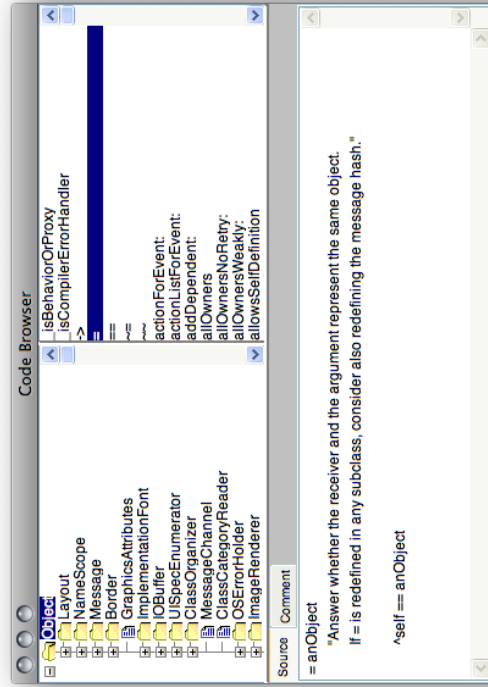 Code Browser
Object
Layout
NameScope
Message
Border
GraphicsAttributes
ImplementationFont
IOBuffer
UISpecEnumerator
ClassOrganizer
MessageChannel
ClassCategoryReader
OSErrorHolder
ImageRenderer
_isBehaviorOrProxy
_isCompilerErrorHandler
->
=
==
~=
~~
actionForEvent:
actionListForEvent:
addDependent:
allOwners
allOwnersNoRetry:
allOwnersWeakly:
allowsSelfDefinition
Source Comment
= anObject
"Answer whether the receiver and the argument represent the same object.
If = is redefined in any subclass, consider also redefining the message hash."
^self == anObject